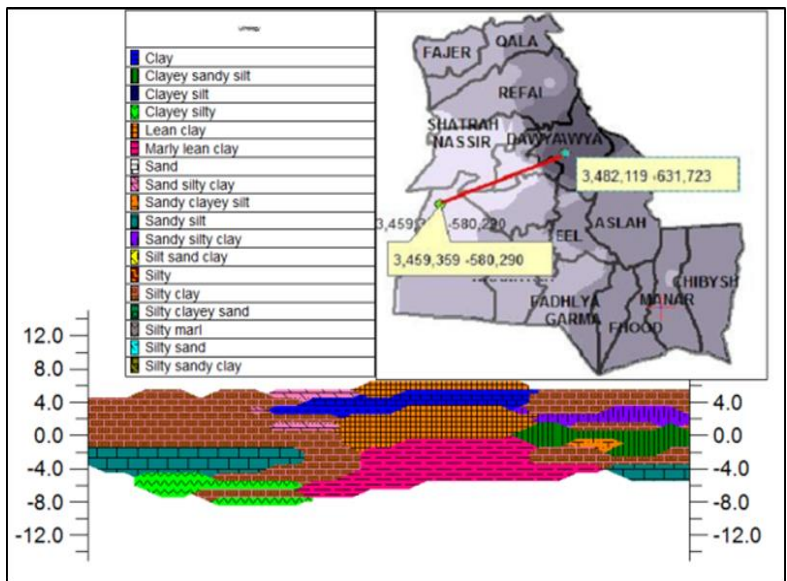 Clay
Clayey sandy silt
Clayey silt
Clayey silty
Lean clay
Marly lean clay
Sand
Sand silty clay
Sandy clayey silt
Sandy silt
Sandy silty clay
Silt sand clay
Silty
Silty clay
Silty clayey sand
Silty marl
Silty sand
Silty sandy clay
FAJER
QALA
REFAI
SHATRAH
NASSIR
DAWYAWYA
3,482,119 -631,723
-580,290
3,459,359 -580,290
ASLAH
CHIBYSH
MANAR
GARMA
FHOOD
12.0
8.0
4.0
0.0
-4.0
-8.0
-12.0
4.0
0.0
-4.0
-8.0
-12.0